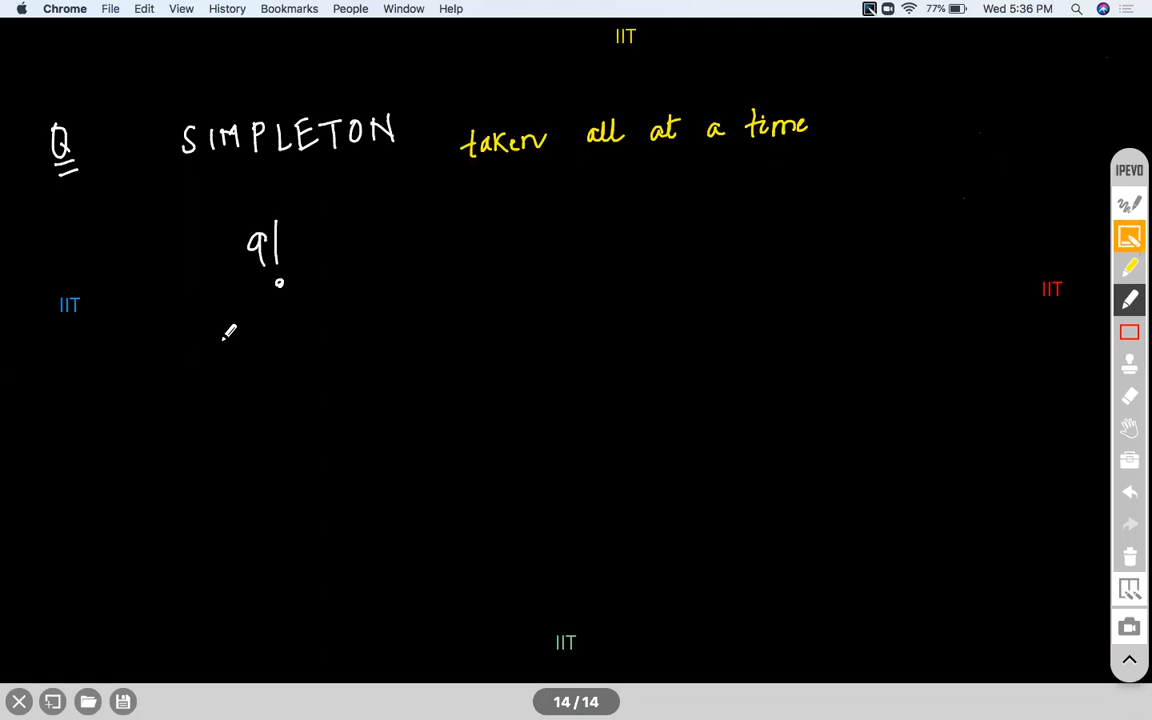 Chrome File Edit View History Bookmarks People Window Help 77% Wed 5:36 PM
IIT
Q SIMPLETON taken all at a time
9!
IIT
IIT
IIT
IPEVO
14 / 14